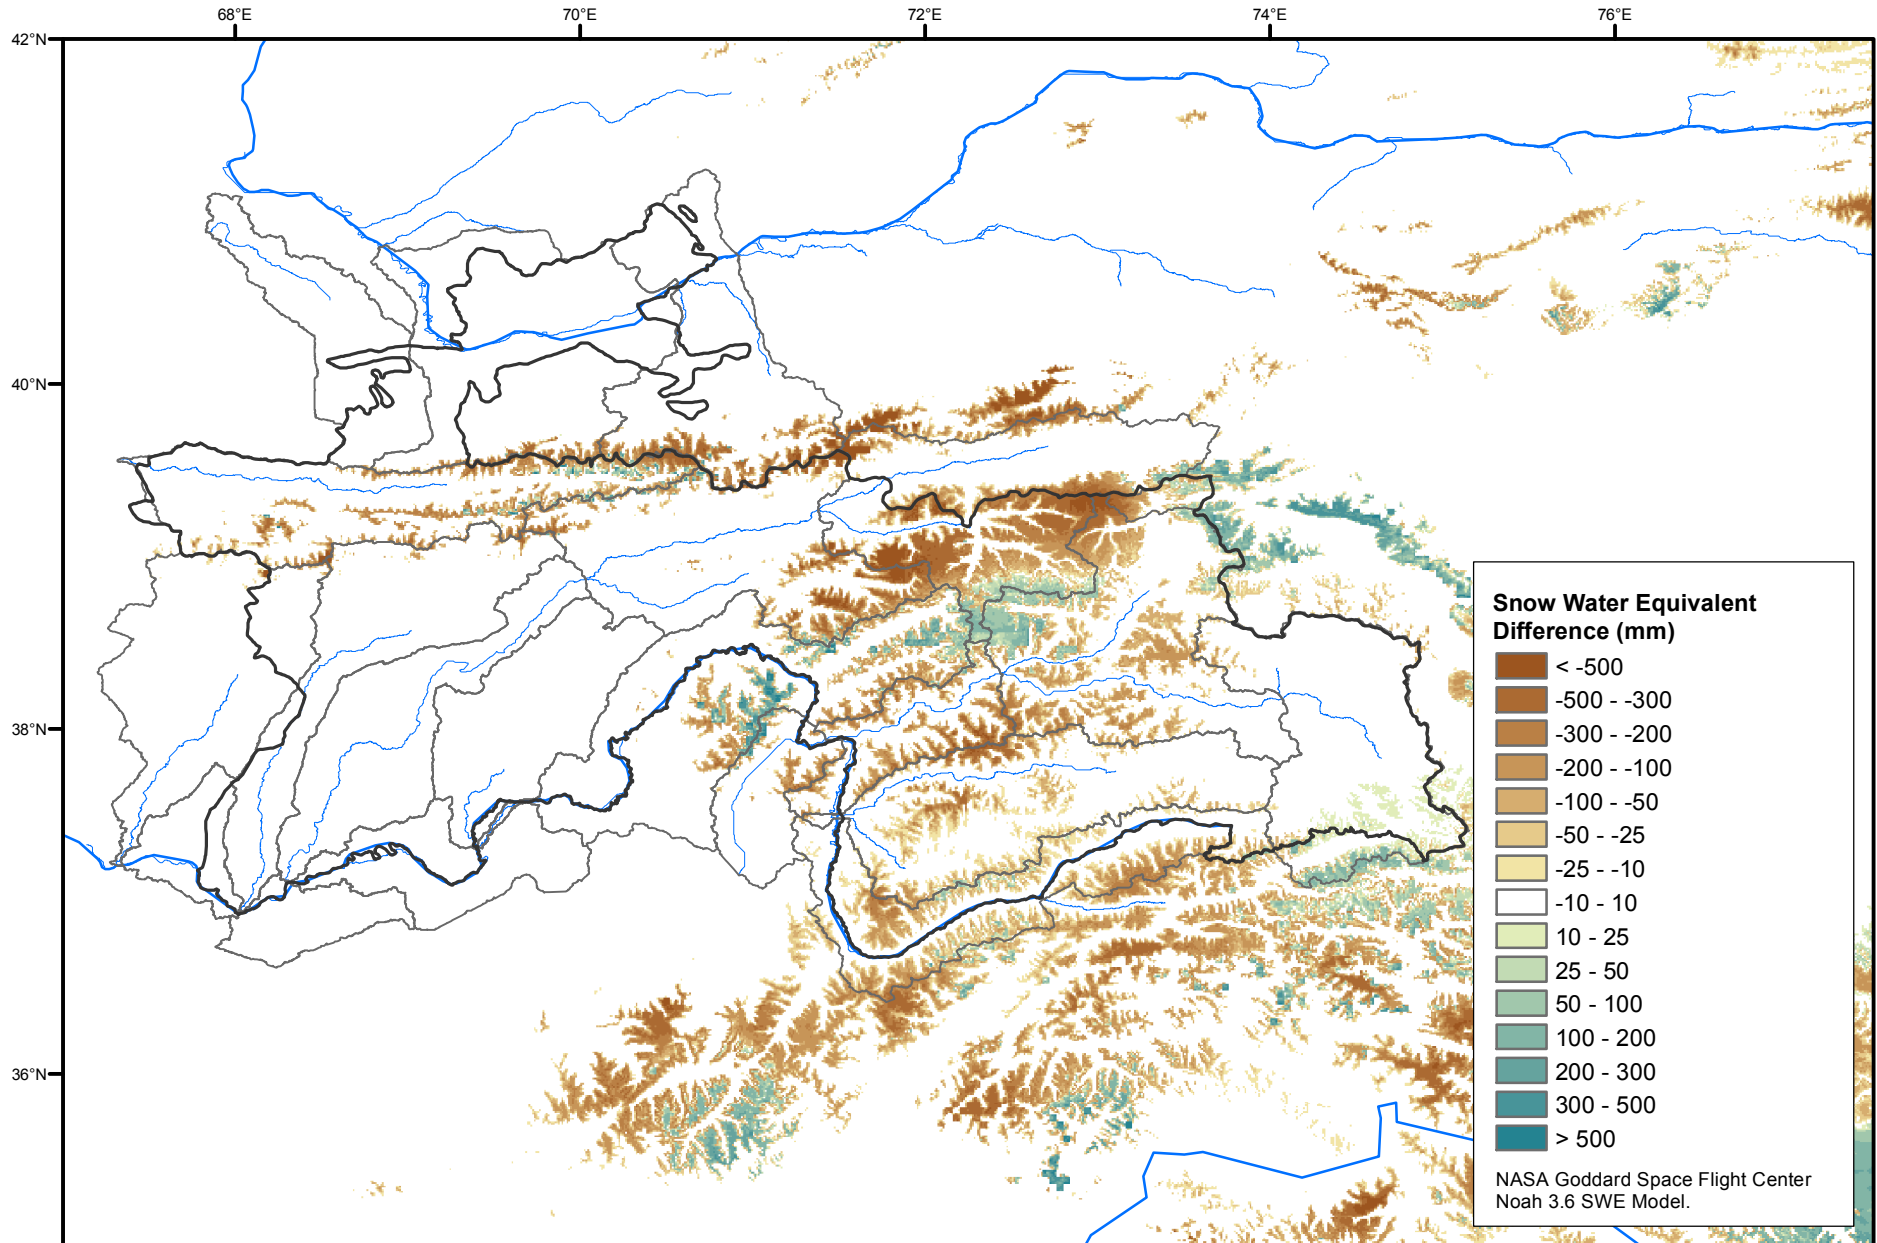 68°E 70°E 72°E 74°E 76°E
42°N
40°N
38°N
36°N
Snow Water Equivalent
Difference (mm)
< -500
-500 - -300
-300 - -200
-200 - -100
-100 - -50
-50 - -25
-25 - -10
-10 - 10
10 - 25
25 - 50
50 - 100
100 - 200
200 - 300
300 - 500
> 500
NASA Goddard Space Flight Center
Noah 3.6 SWE Model.